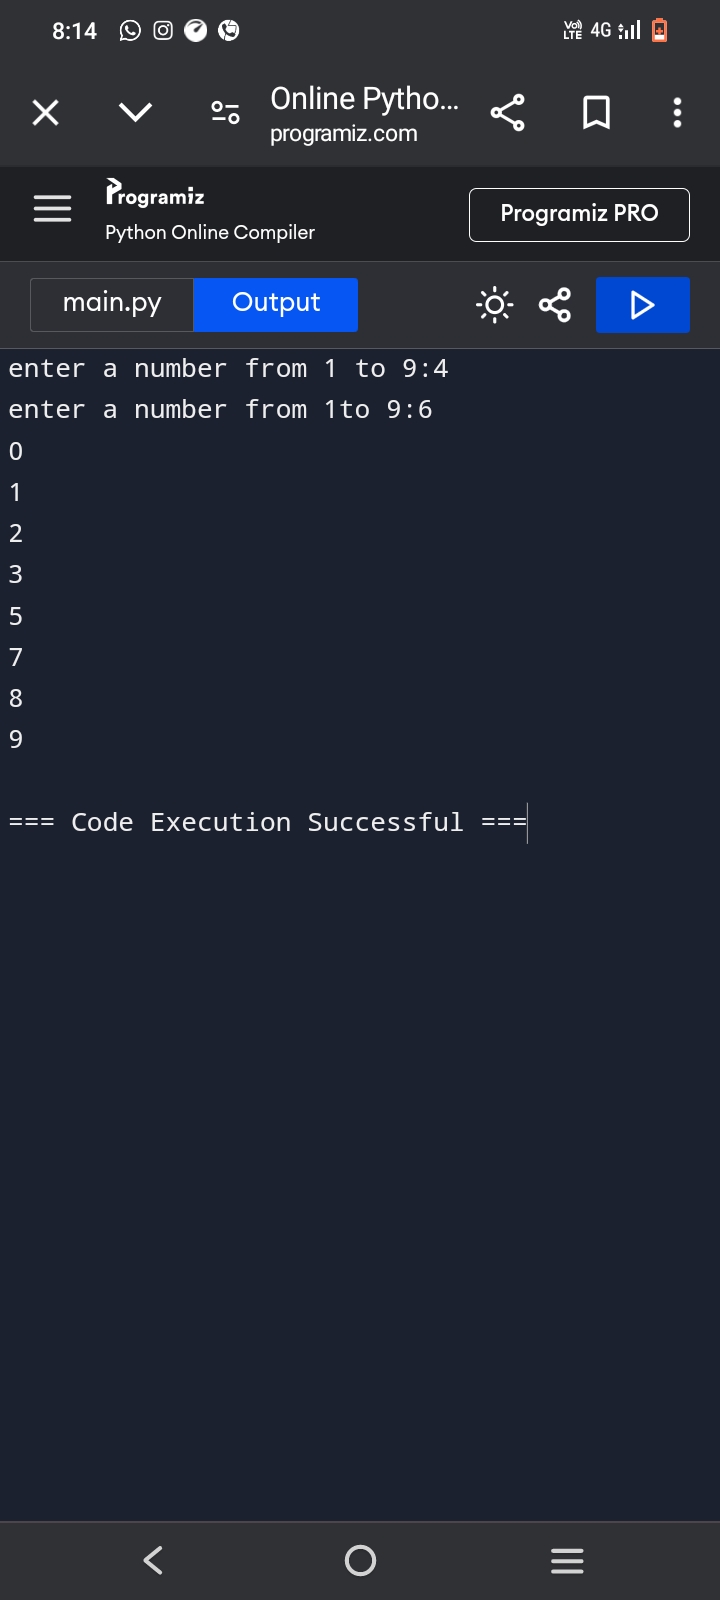 8:14
Vo) 4G
LTE
Online Pytho...
programiz.com
Programiz
Python Online Compiler
Programiz PRO
main.py
Output
enter a number from 1 to 9:4
enter a number from 1to 9:6
0
1
2
3
5
7
8
9
=== Code Execution Successful ===